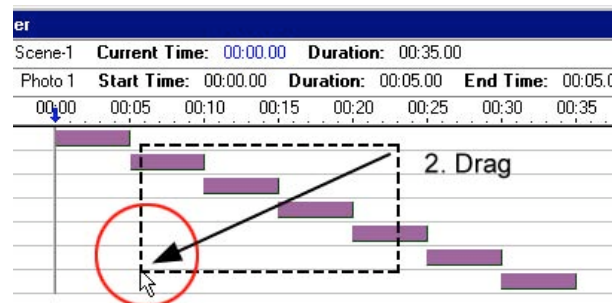 er
Scene-1 Current Time: 00:00.00 Duration: 00:35.00
Photo 1 Start Time: 00:00.00 Duration: 00:05.00 End Time: 00:05.0
00:00 00:05 00:10 00:15 00:20 00:25 00:30 00:35
2. Drag